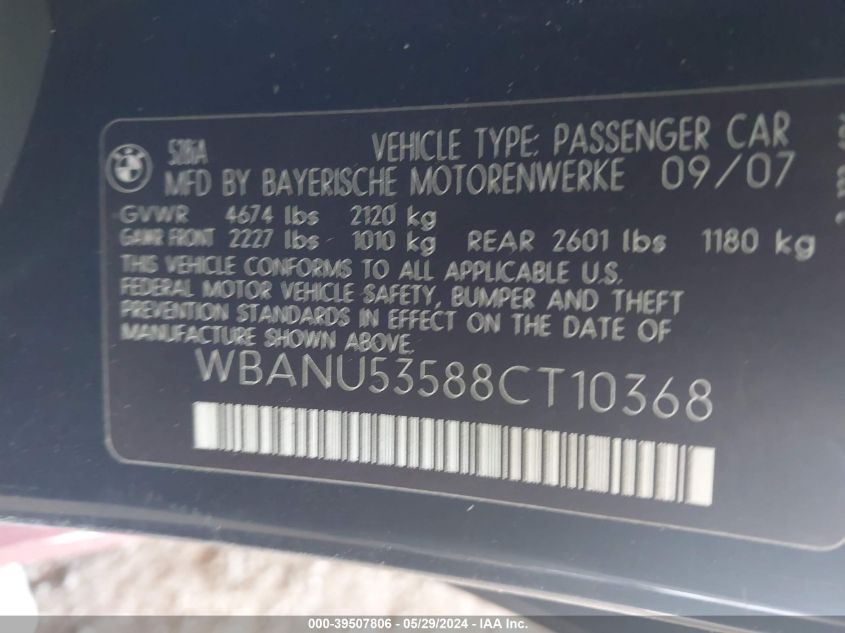 BMW
528iA VEHICLE TYPE: PASSENGER CAR
MFD BY BAYERISCHE MOTORENWERKE 09/07
GVWR 4674 lbs 2120 kg
GAWR FRONT 2227 lbs 1010 kg REAR 2601 lbs 1180 kg
THIS VEHICLE CONFORMS TO ALL APPLICABLE U.S.
FEDERAL MOTOR VEHICLE SAFETY, BUMPER AND THEFT
PREVENTION STANDARDS IN EFFECT ON THE DATE OF
MANUFACTURE SHOWN ABOVE.
WBANU53588CT10368
000-39507806 | 05/29/2024 | COPYRIGHT IAA, Inc.